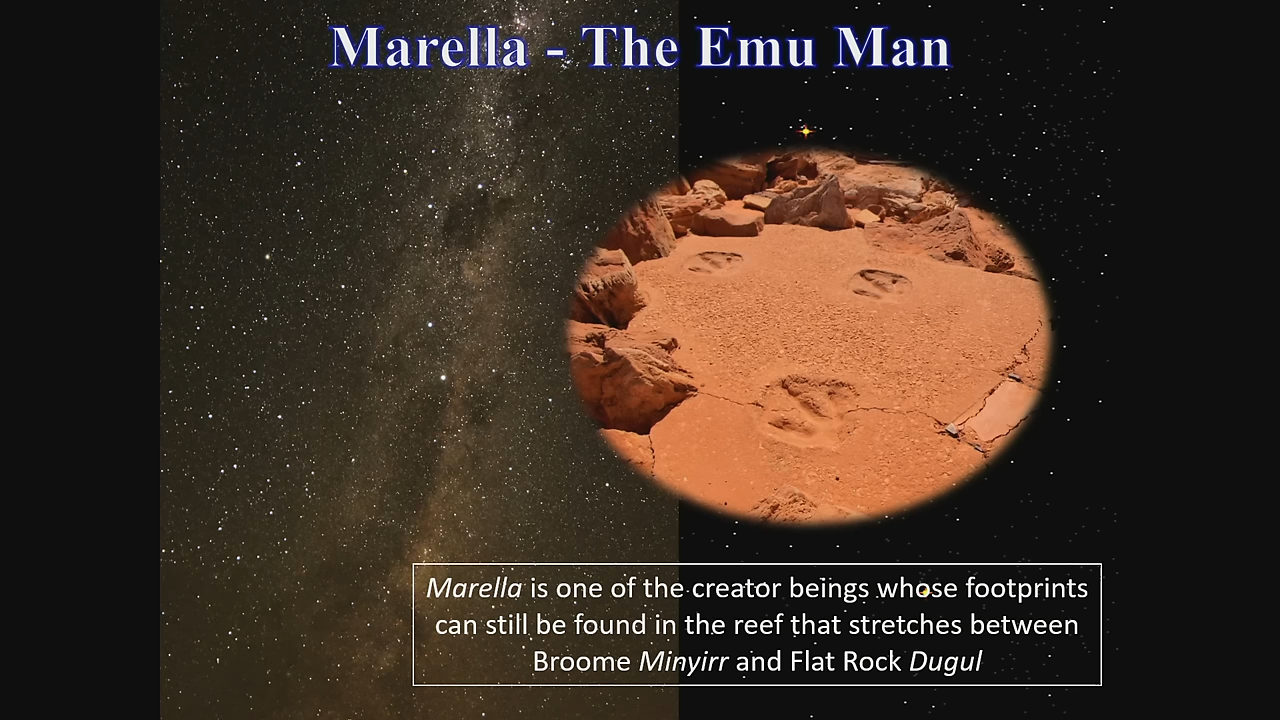 Marella - The Emu Man
Marella is one of the creator beings whose footprints
can still be found in the reef that stretches between
Broome Minyirr and Flat Rock Dugul